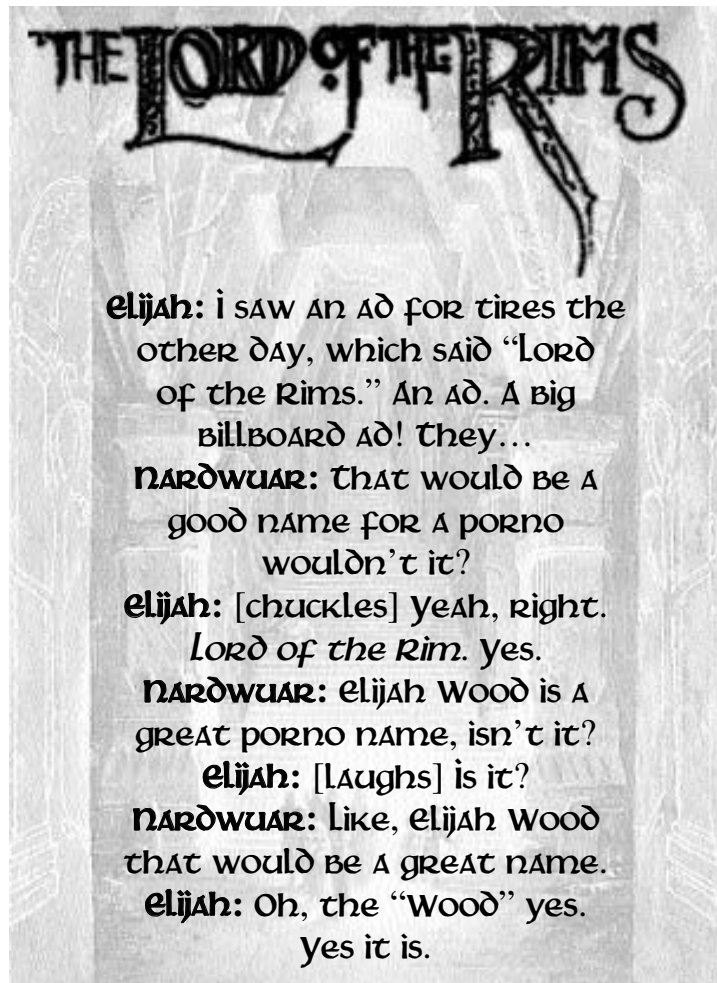 The Lord of the Rims
Elijah: I saw an ad for tires the
other day, which said “Lord
of the Rims.” An ad. A big
billboard ad! They…
Nardwuar: That would be a
good name for a porno
wouldn’t it?
Elijah: [chuckles] Yeah, right.
Lord of the Rim. Yes.
Nardwuar: Elijah Wood is a
great porno name, isn’t it?
Elijah: [laughs] Is it?
Nardwuar: Like, Elijah Wood
that would be a great name.
Elijah: Oh, the “Wood” yes.
Yes it is.